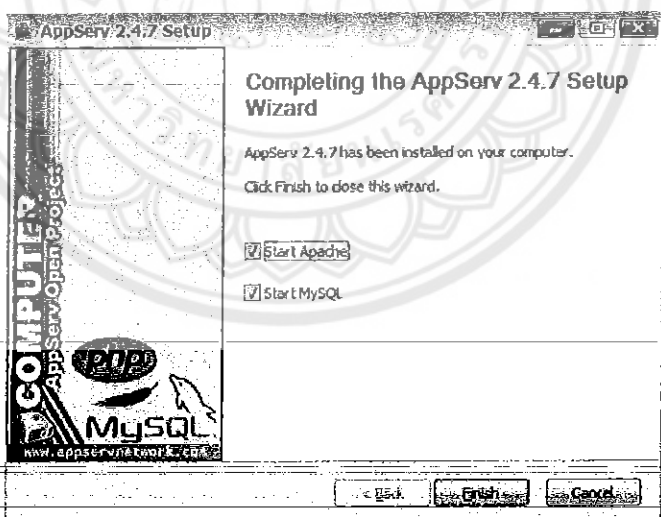 AppServ 2.4.7 Setup
Completing the AppServ 2.4.7 Setup
Wizard
AppServ 2.4.7 has been installed on your computer.
Click Finish to close this wizard.
Start Apache
Start MySQL
COMPUTER
AppServ Open Project
php
MySQL
www.appservnetwork.com
< Back
Finish
Cancel